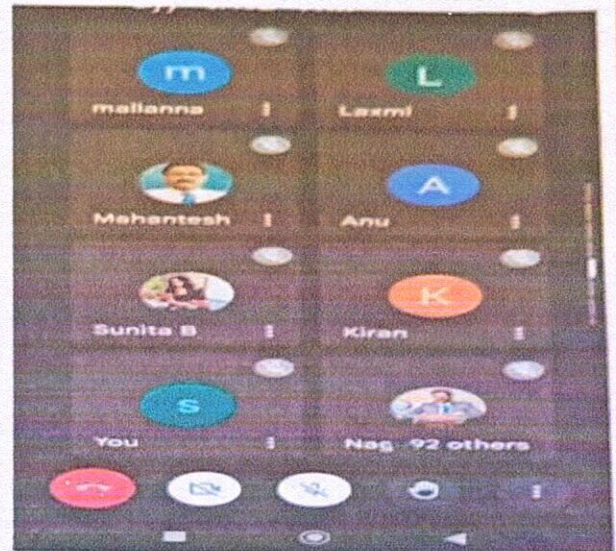 m L
mallanna Laxmi
A
Mahantesh Anu
K
Sunita B Kiran
S
You Nag 92 others